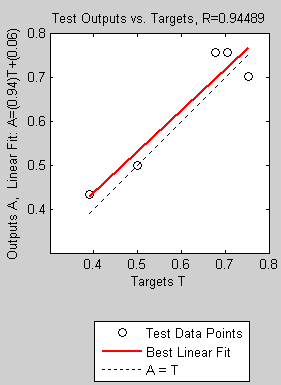 Test Outputs vs. Targets, R=0.94489
Outputs A, Linear Fit: A=(0.94)T+(0.06)
0.8
0.7
0.6
0.5
0.4
0.4 0.5 0.6 0.7 0.8
Targets T
Test Data Points
Best Linear Fit
A = T